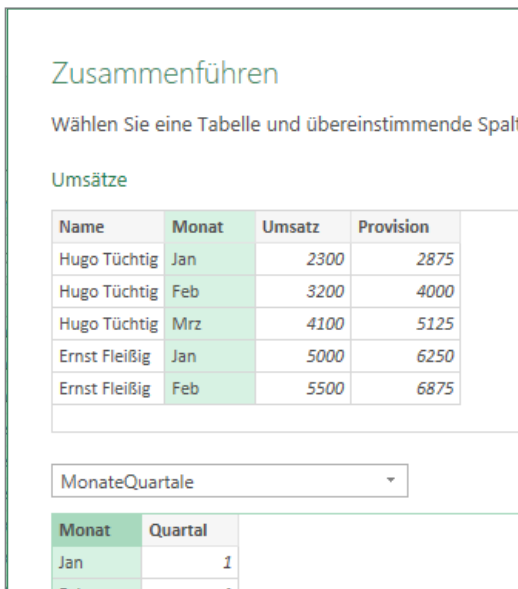 Zusammenführen
Wählen Sie eine Tabelle und übereinstimmende
Umsätze
Name Monat Umsatz Provision
Hugo Tüchtig Jan 2300 2875
Hugo Tüchtig Feb 3200 4000
Hugo Tüchtig Mrz 4100 5125
Ernst Fleißig Jan 5000 6250
Ernst Fleißig Feb 5500 6875
MonateQuartale
Monat Quartal
Jan 1